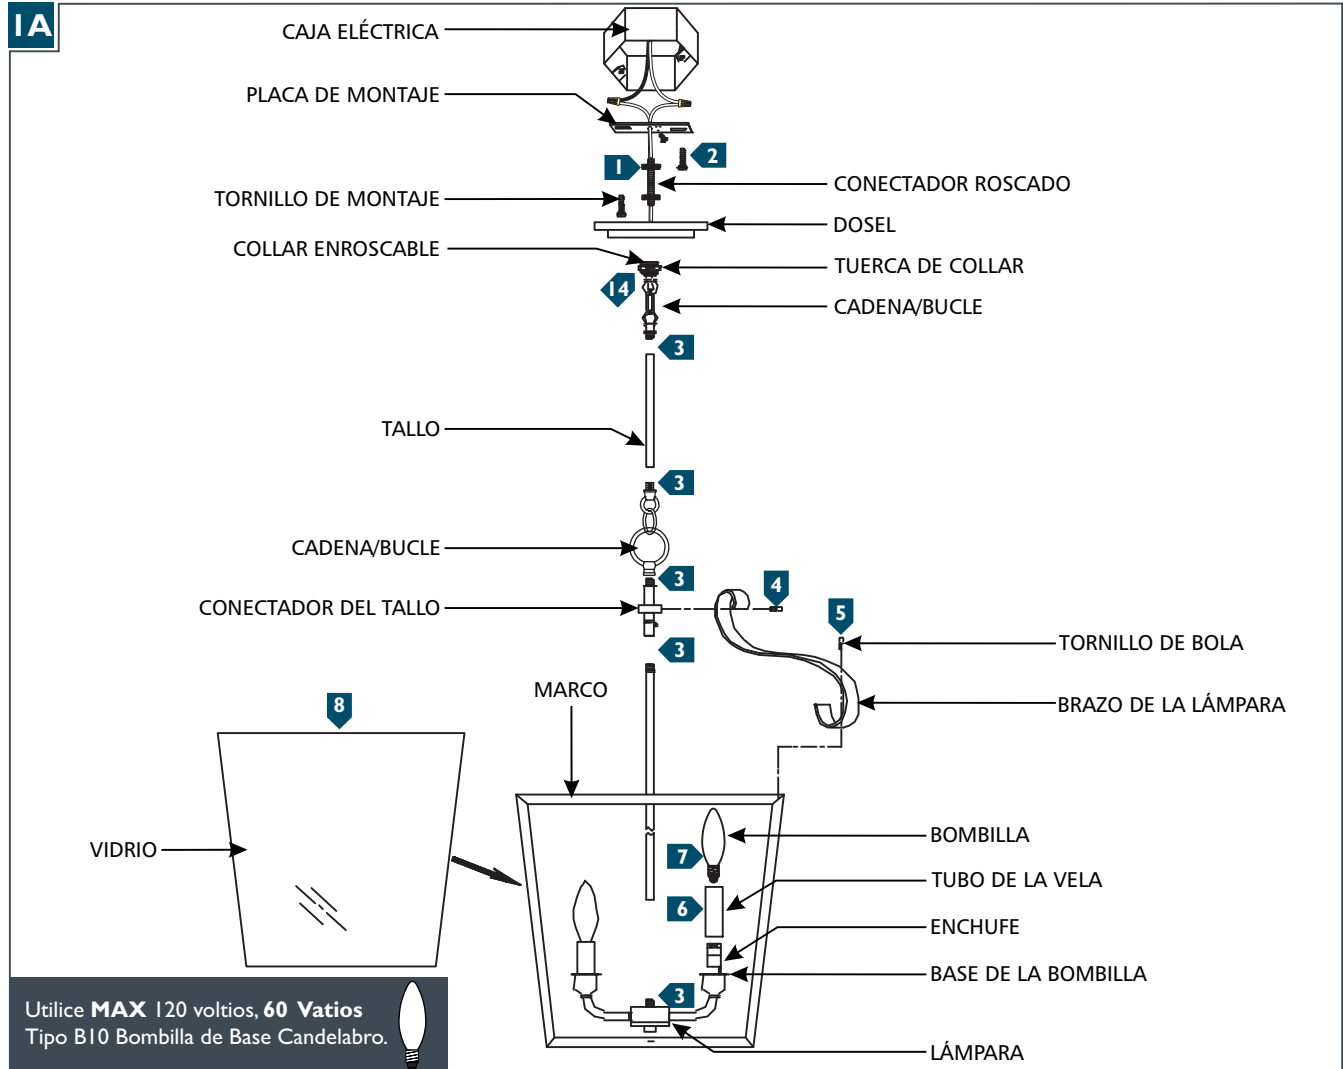 1A
CAJA ELÉCTRICA
PLACA DE MONTAJE
1
2
TORNILLO DE MONTAJE
CONECTADOR ROSCADO
DOSEL
COLLAR ENROSCABLE
TUERCA DE COLLAR
14
CADENA/BUCLE
3
TALLO
3
CADENA/BUCLE
3
4
CONECTADOR DEL TALLO
5
3
TORNILLO DE BOLA
MARCO
8
BRAZO DE LA LÁMPARA
BOMBILLA
VIDRIO
7
TUBO DE LA VELA
6
ENCHUFE
BASE DE LA BOMBILLA
3
LÁMPARA
Utilice MAX 120 voltios, 60 Vatios
Tipo B10 Bombilla de Base Candelabro.